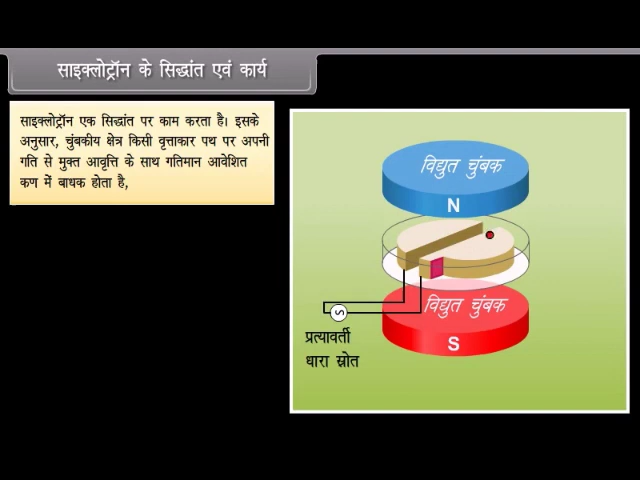 साइक्लोट्रॉन के सिद्धांत एवं कार्य
साइक्लोट्रॉन एक सिद्धांत पर काम करता है। इसके
अनुसार, चुंबकीय क्षेत्र किसी वृत्ताकार पथ पर अपनी
गति से मुक्त आवृत्ति के साथ गतिमान आवेशित
कण में बाधक होता है,
विद्युत चुंबक
N
विद्युत चुंबक
S
S
प्रत्यावर्ती
धारा स्रोत